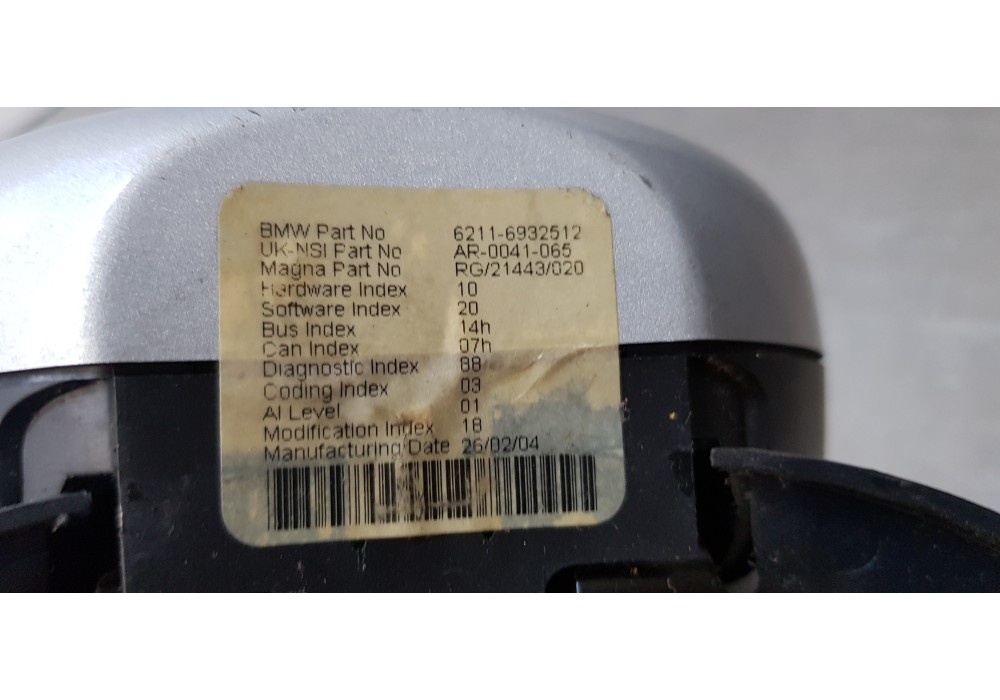 BMW Part No 6211-6932512
UK-NSI Part No AR-0041-065
Magna Part No RG/21443/020
Hardware Index 10
Software Index 20
Bus Index 14h
Can Index 07h
Diagnostic Index 88
Coding Index 03
AI Level 01
Modification Index 18
Manufacturing Date 26/02/04